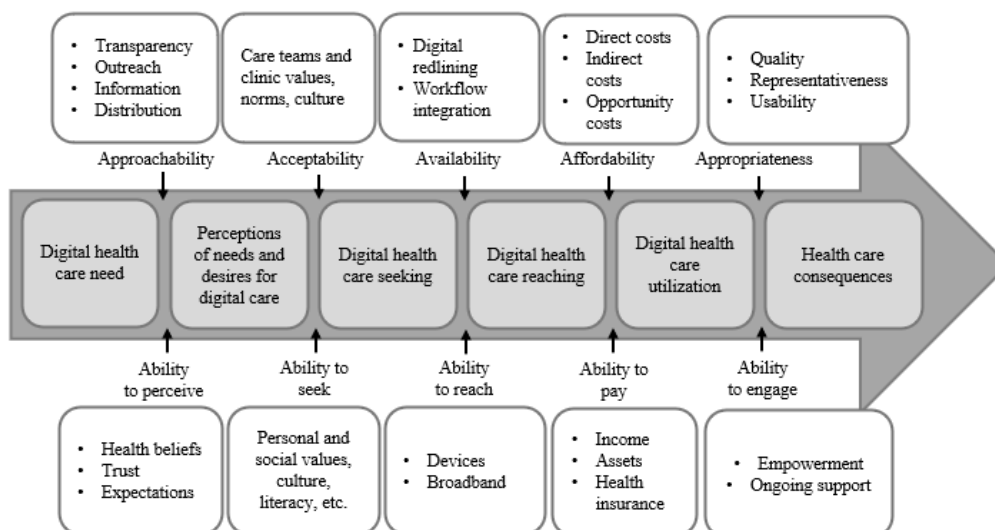 • Transparency
• Outreach
• Information
• Distribution
Care teams and
clinic values,
norms, culture
• Digital
redlining
• Workflow
integration
• Direct costs
• Indirect
costs
• Opportunity
costs
• Quality
• Representativeness
• Usability
Approachability
Acceptability
Availability
Affordability
Appropriateness
Digital health
care need
Perceptions
of needs and
desires for
digital care
Digital health
care seeking
Digital health
care reaching
Digital health
care
utilization
Health care
consequences
Ability
to perceive
Ability to
seek
Ability
to reach
Ability to
pay
Ability
to engage
• Health beliefs
• Trust
• Expectations
Personal and
social values,
culture,
literacy, etc.
• Devices
• Broadband
• Income
• Assets
• Health
insurance
• Empowerment
• Ongoing support